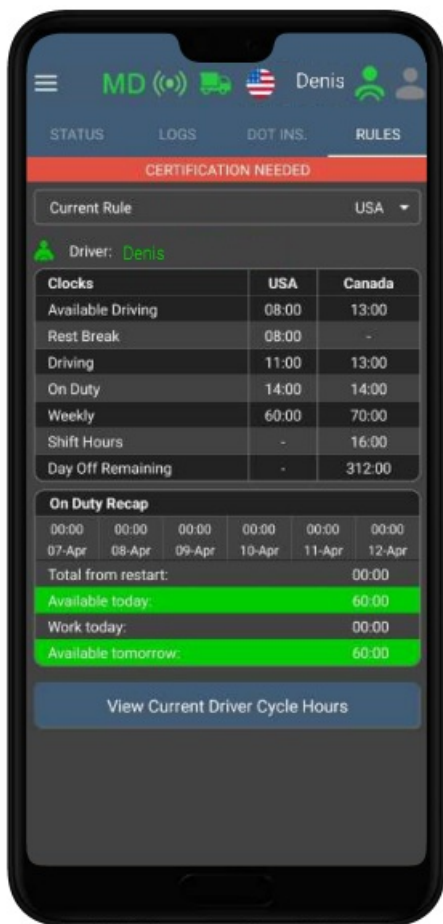 MD Denis
STATUS LOGS DOT INS. RULES
CERTIFICATION NEEDED
Current Rule USA
Driver: Denis
Clocks USA Canada
Available Driving 08:00 13:00
Rest Break 08:00 -
Driving 11:00 13:00
On Duty 14:00 14:00
Weekly 60:00 70:00
Shift Hours - 16:00
Day Off Remaining - 312:00
On Duty Recap
00:00 00:00 00:00 00:00 00:00 00:00
07-Apr 08-Apr 09-Apr 10-Apr 11-Apr 12-Apr
Total from restart: 00:00
Available today: 60:00
Work today: 00:00
Available tomorrow: 60:00
View Current Driver Cycle Hours